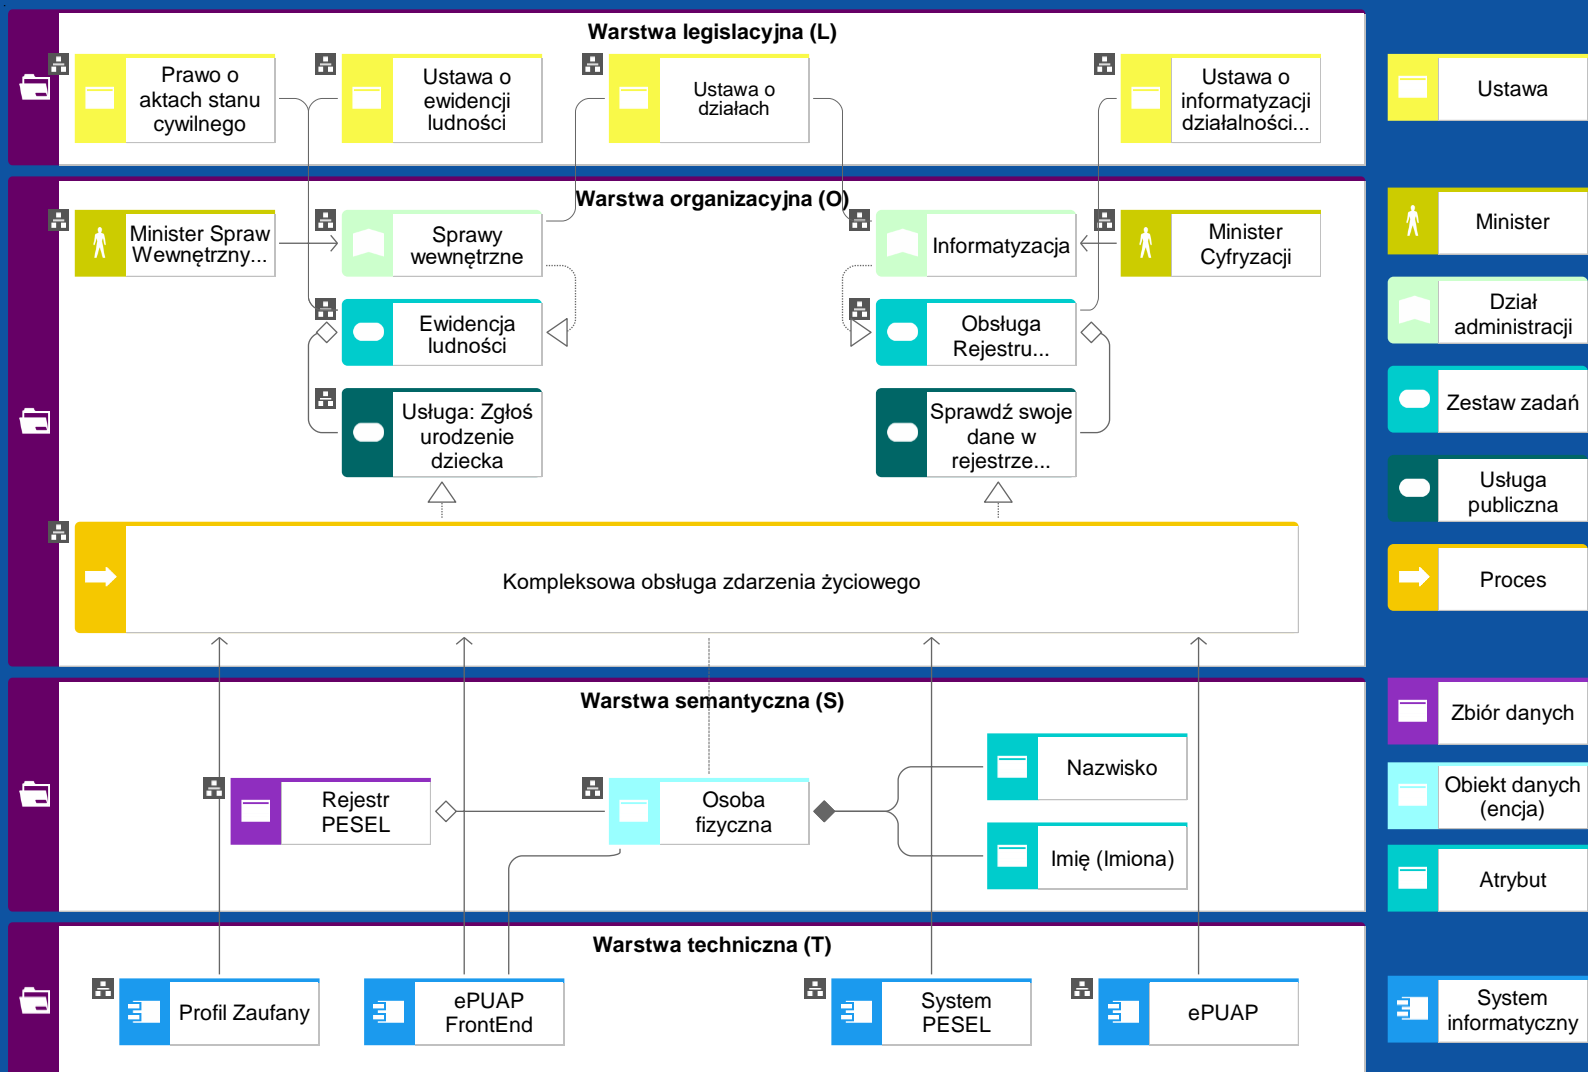 Warstwa legislacyjna (L)
Prawo o
aktach stanu
cywilnego
Ustawa o
ewidencji
ludności
Ustawa o
działach
Ustawa o
informatyzacji
działalności...
Ustawa
Warstwa organizacyjna (O)
Minister Spraw
Wewnętrzny...
Sprawy
wewnętrzne
Informatyzacja
Minister
Cyfryzacji
Minister
Ewidencja
ludności
Obsługa
Rejestru...
Dział
administracji
Usługa: Zgłoś
urodzenie
dziecka
Sprawdź swoje
dane w
rejestrze...
Zestaw zadań
Usługa
publiczna
Kompleksowa obsługa zdarzenia życiowego
Proces
Warstwa semantyczna (S)
Rejestr
PESEL
Osoba
fizyczna
Nazwisko
Imię (Imiona)
Zbiór danych
Obiekt danych
(encja)
Atrybut
Warstwa techniczna (T)
Profil Zaufany
ePUAP
FrontEnd
System
PESEL
ePUAP
System
informatyczny